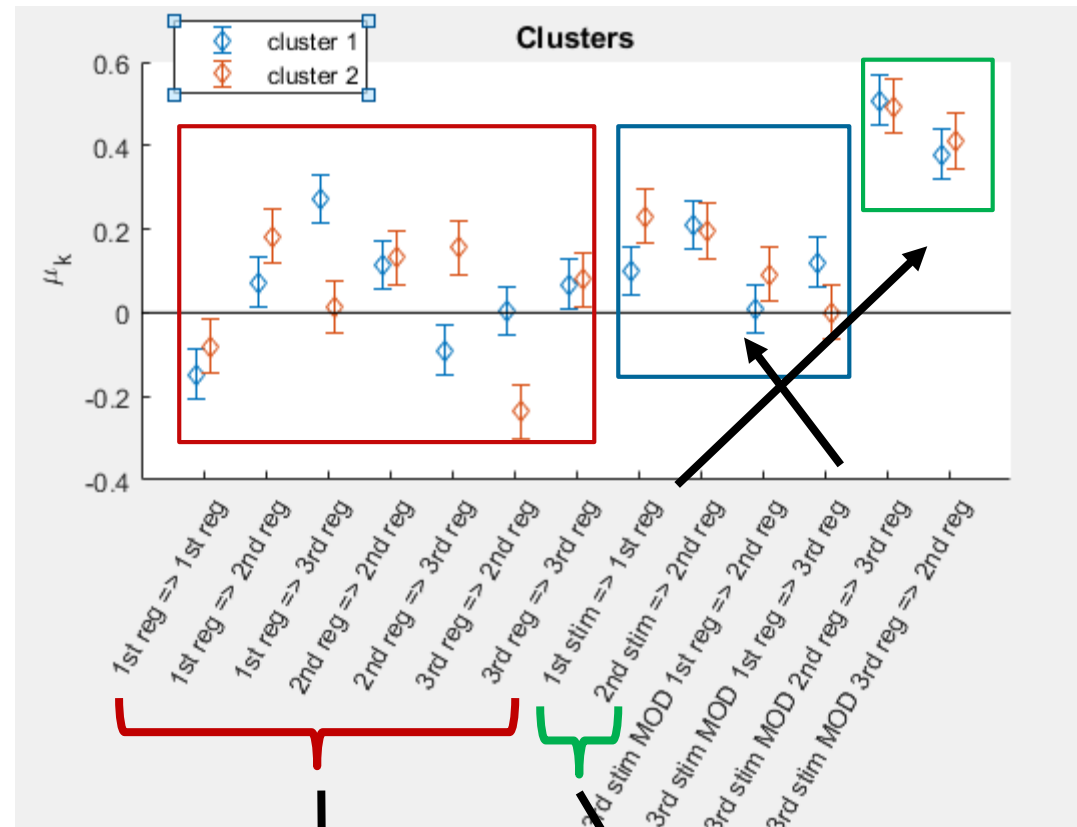 Clusters
cluster 1
cluster 2
0.6
0.4
0.2
0
-0.2
-0.4
μk
1st reg => 1st reg
1st reg => 2nd reg
1st reg => 3rd reg
2nd reg => 2nd reg
2nd reg => 3rd reg
3rd reg => 2nd reg
3rd reg => 3rd reg
1st stim => 1st reg
2nd stim => 2nd reg
3rd stim MOD 1st reg => 2nd reg
3rd stim MOD 1st reg => 3rd reg
3rd stim MOD 2nd reg => 3rd reg
3rd stim MOD 3rd reg => 2nd reg